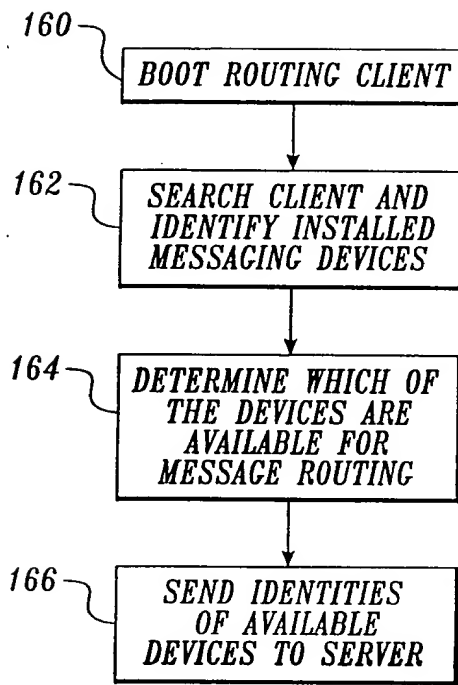 160
BOOT ROUTING CLIENT
162
SEARCH CLIENT AND
IDENTIFY INSTALLED
MESSAGING DEVICES
164
DETERMINE WHICH OF
THE DEVICES ARE
AVAILABLE FOR
MESSAGE ROUTING
166
SEND IDENTITIES
OF AVAILABLE
DEVICES TO SERVER